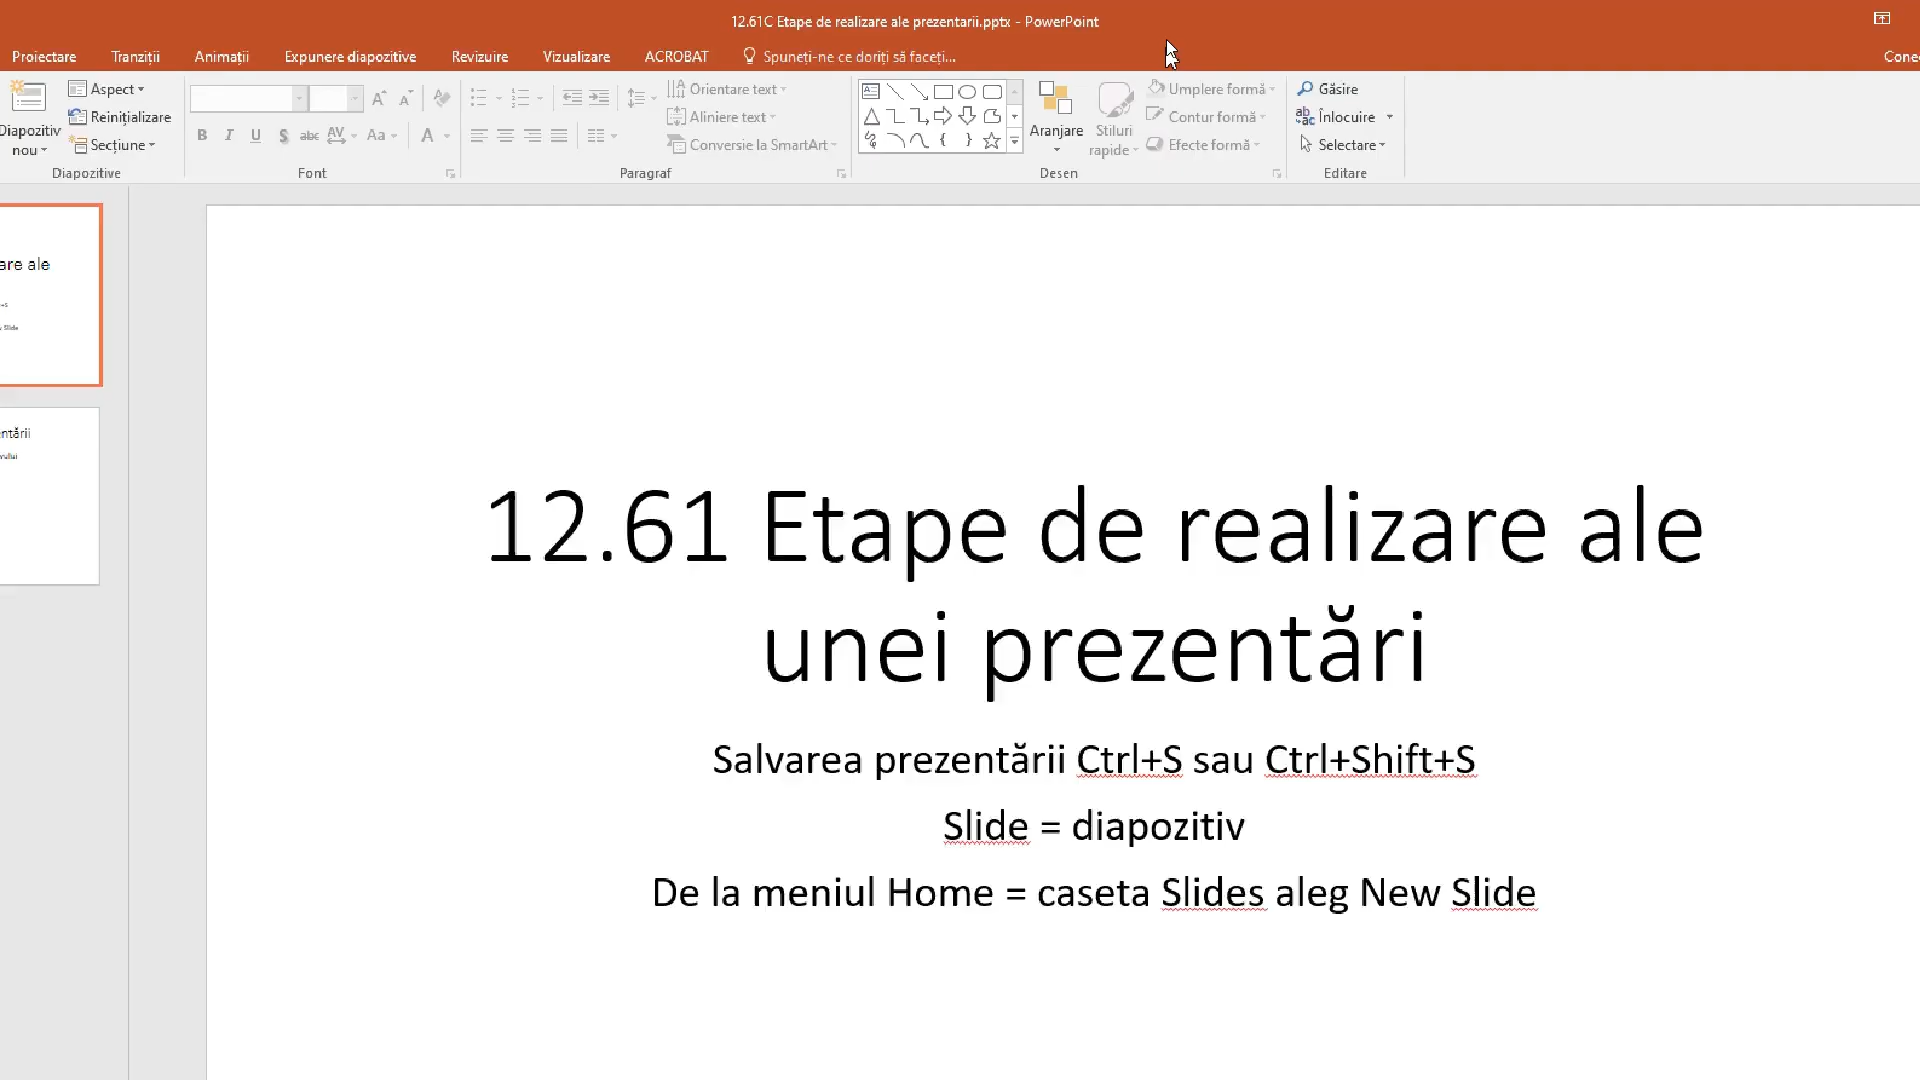 12.61C Etape de realizare ale prezentarii.pptx - PowerPoint
Proiectare Tranziții Animații Expunere diapozitive Revizuire Vizualizare ACROBAT Spuneți-ne ce doriți să faceți...
Diapozitiv nou
Aspect
Reinițializare
Secțiune
Diapozitive
B I U S abc AV Aa A
Font
Orientare text
Aliniere text
Conversie la SmartArt
Paragraf
Aranjare
Stiluri rapide
Umplere formă
Contur formă
Efecte formă
Desen
Găsire
Înlocuire
Selectare
Editare
12.61 Etape de realizare ale
unei prezentări
Salvarea prezentării Ctrl+S sau Ctrl+Shift+S
Slide = diapozitiv
De la meniul Home = caseta Slides aleg New Slide